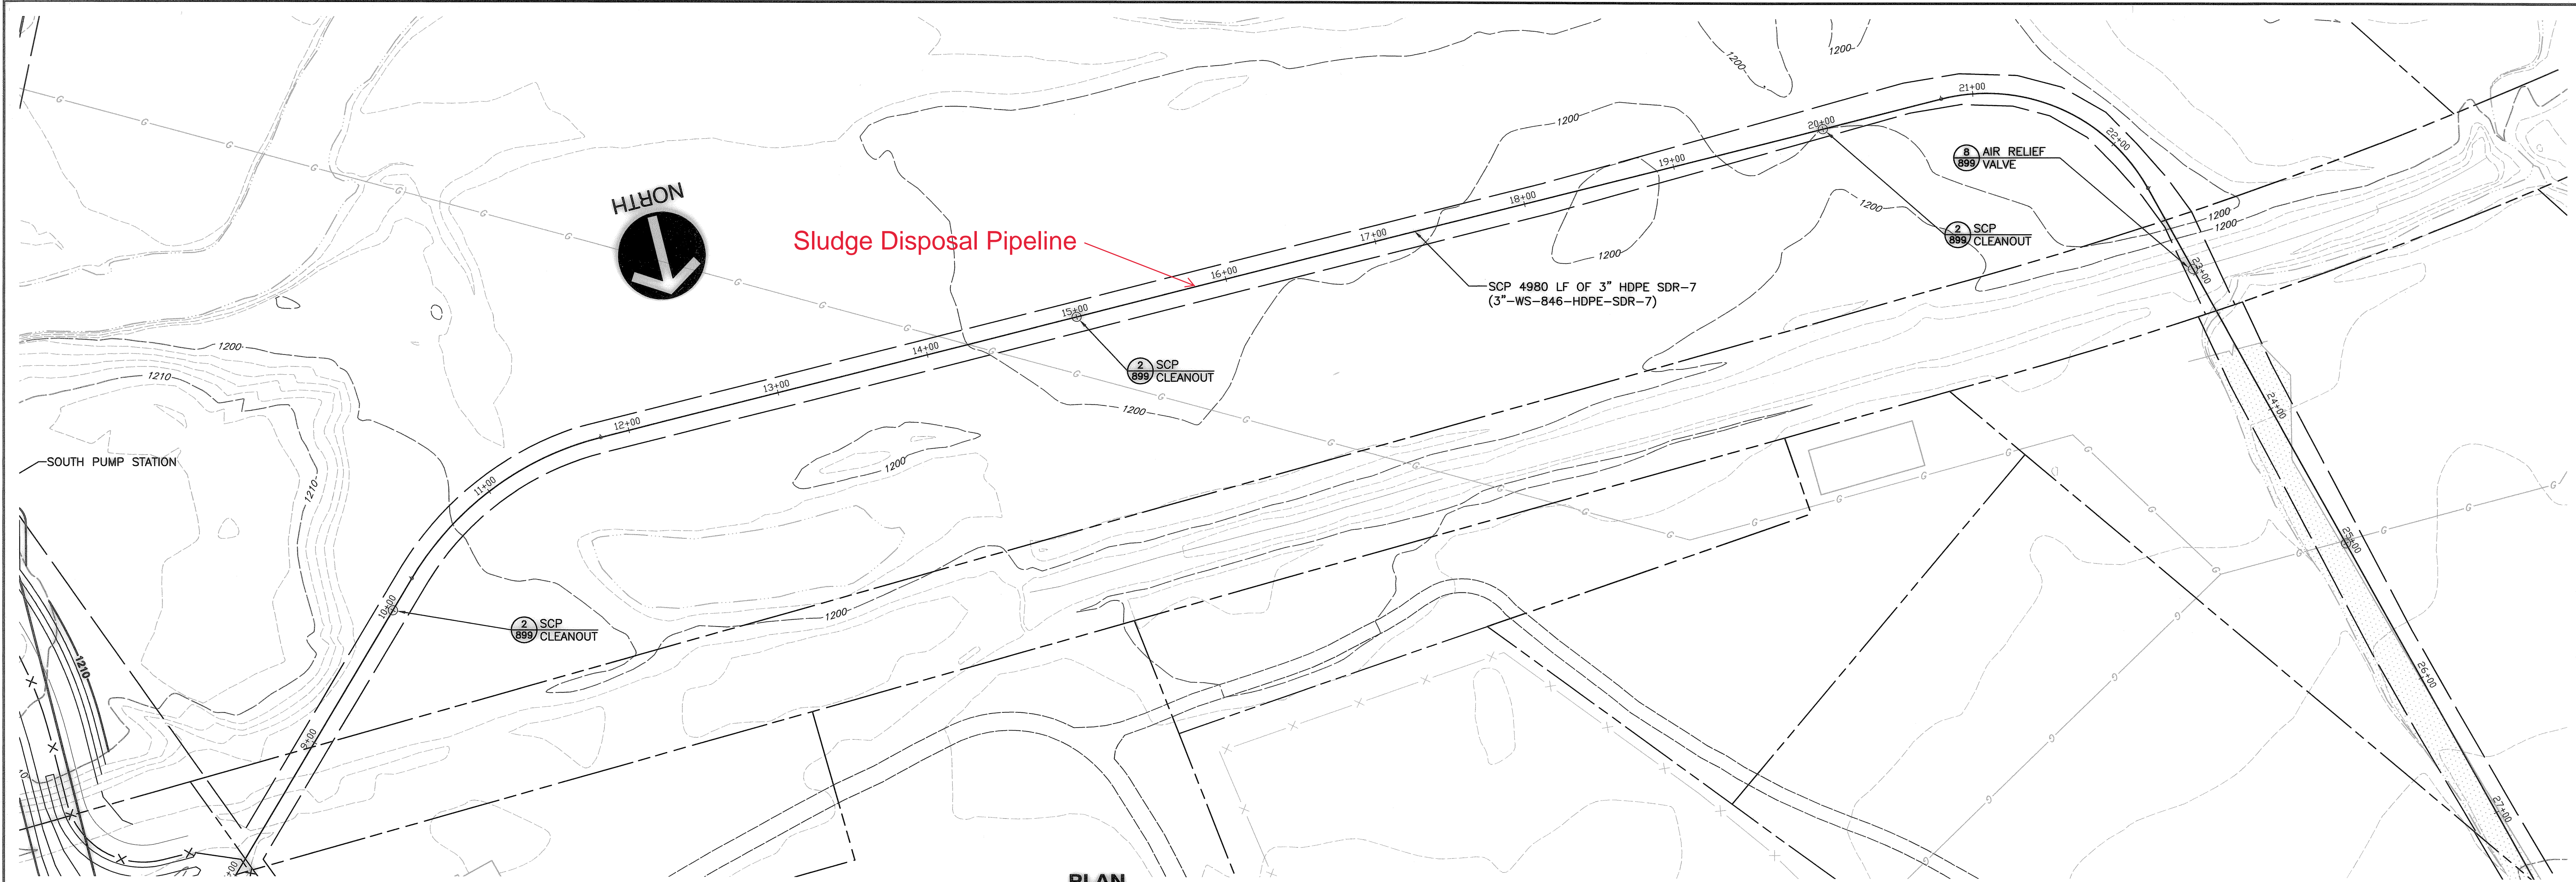 1200
1200
21+00
20+00
22+00
1200
8
899
AIR RELIEF
VALVE
19+00
NORTH
18+00
1200
1200
1200
2
899
SCP
CLEANOUT
17+00
Sludge Disposal Pipeline
16+00
1200
23+00
SCP 4980 LF OF 3" HDPE SDR-7
(3"-WS-846-HDPE-SDR-7)
15+00
14+00
1200
2
899
SCP
CLEANOUT
1210
13+00
1200
24+00
12+00
SOUTH PUMP STATION
1200
11+00
1210
25+00
10+00
1200
2
899
SCP
CLEANOUT
1210
26+00
9+00
27+00
+00
PLAN
G G G G G G G G G G G G G G G G G G G G
G G G G G G G G G G G G
X X X X X X X X X X X X X X X